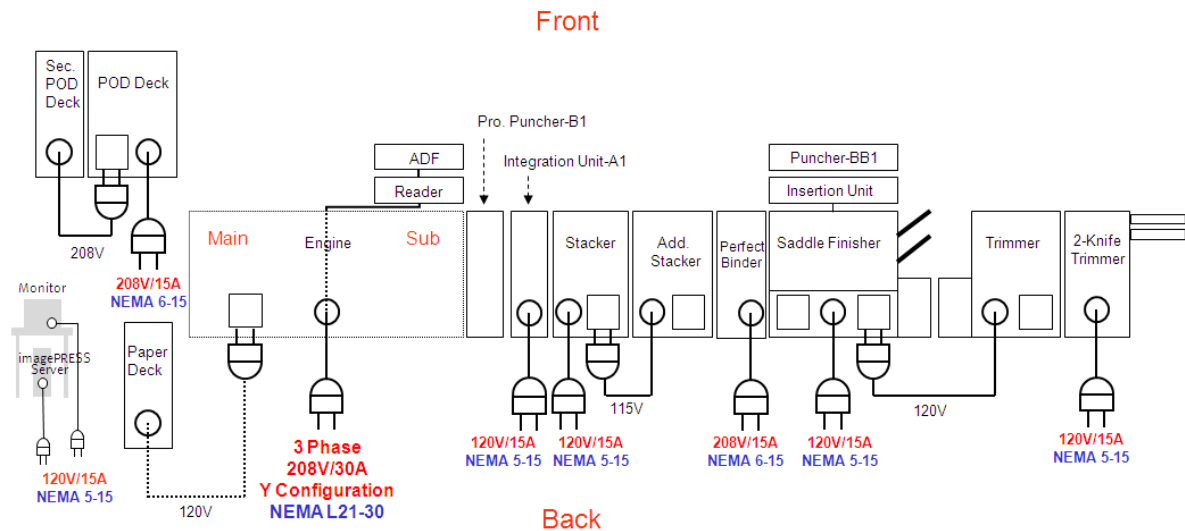 Front
Sec.
POD
Deck
POD Deck
208V
208V/15A
NEMA 6-15
Monitor
imagePRESS
Server
120V/15A
NEMA 5-15
Paper
Deck
120V
ADF
Reader
Main
Engine
Sub
3 Phase
208V/30A
Y Configuration
NEMA L21-30
Pro. Puncher-B1
Integration Unit-A1
120V/15A
NEMA 5-15
Stacker
120V/15A
NEMA 5-15
115V
Add.
Stacker
Perfect
Binder
208V/15A
NEMA 6-15
Puncher-BB1
Insertion Unit
Saddle Finisher
120V/15A
NEMA 5-15
120V
Trimmer
2-Knife
Trimmer
120V/15A
NEMA 5-15
Back